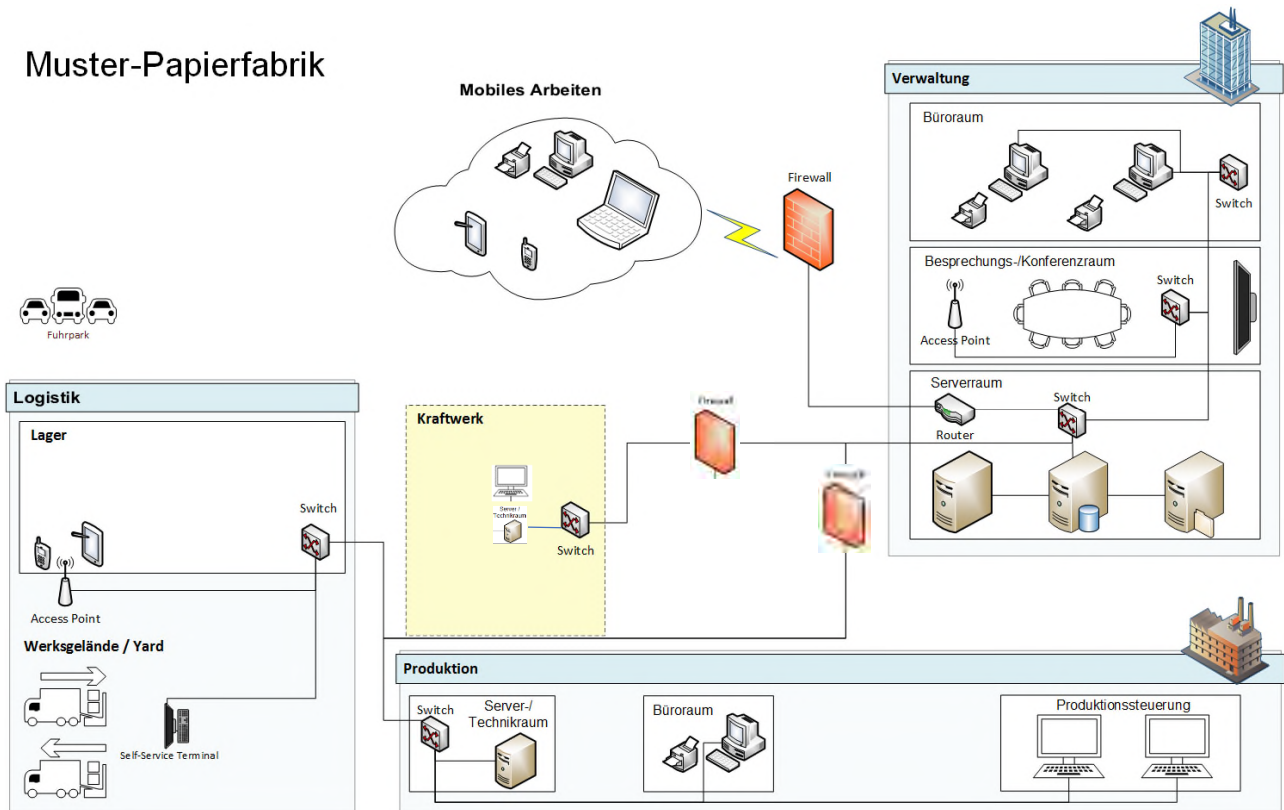 Muster-Papierfabrik
Mobiles Arbeiten
Firewall
Fuhrpark
Verwaltung
Büroraum
Switch
Besprechungs-/Konferenzraum
Switch
Access Point
Serverraum
Switch
Router
Logistik
Lager
Switch
Access Point
Werksgelände / Yard
Self-Service Terminal
Kraftwerk
Server /
Technikraum
Switch
Firewall
Produktion
Switch
Server-/
Technikraum
Büroraum
Produktionssteuerung